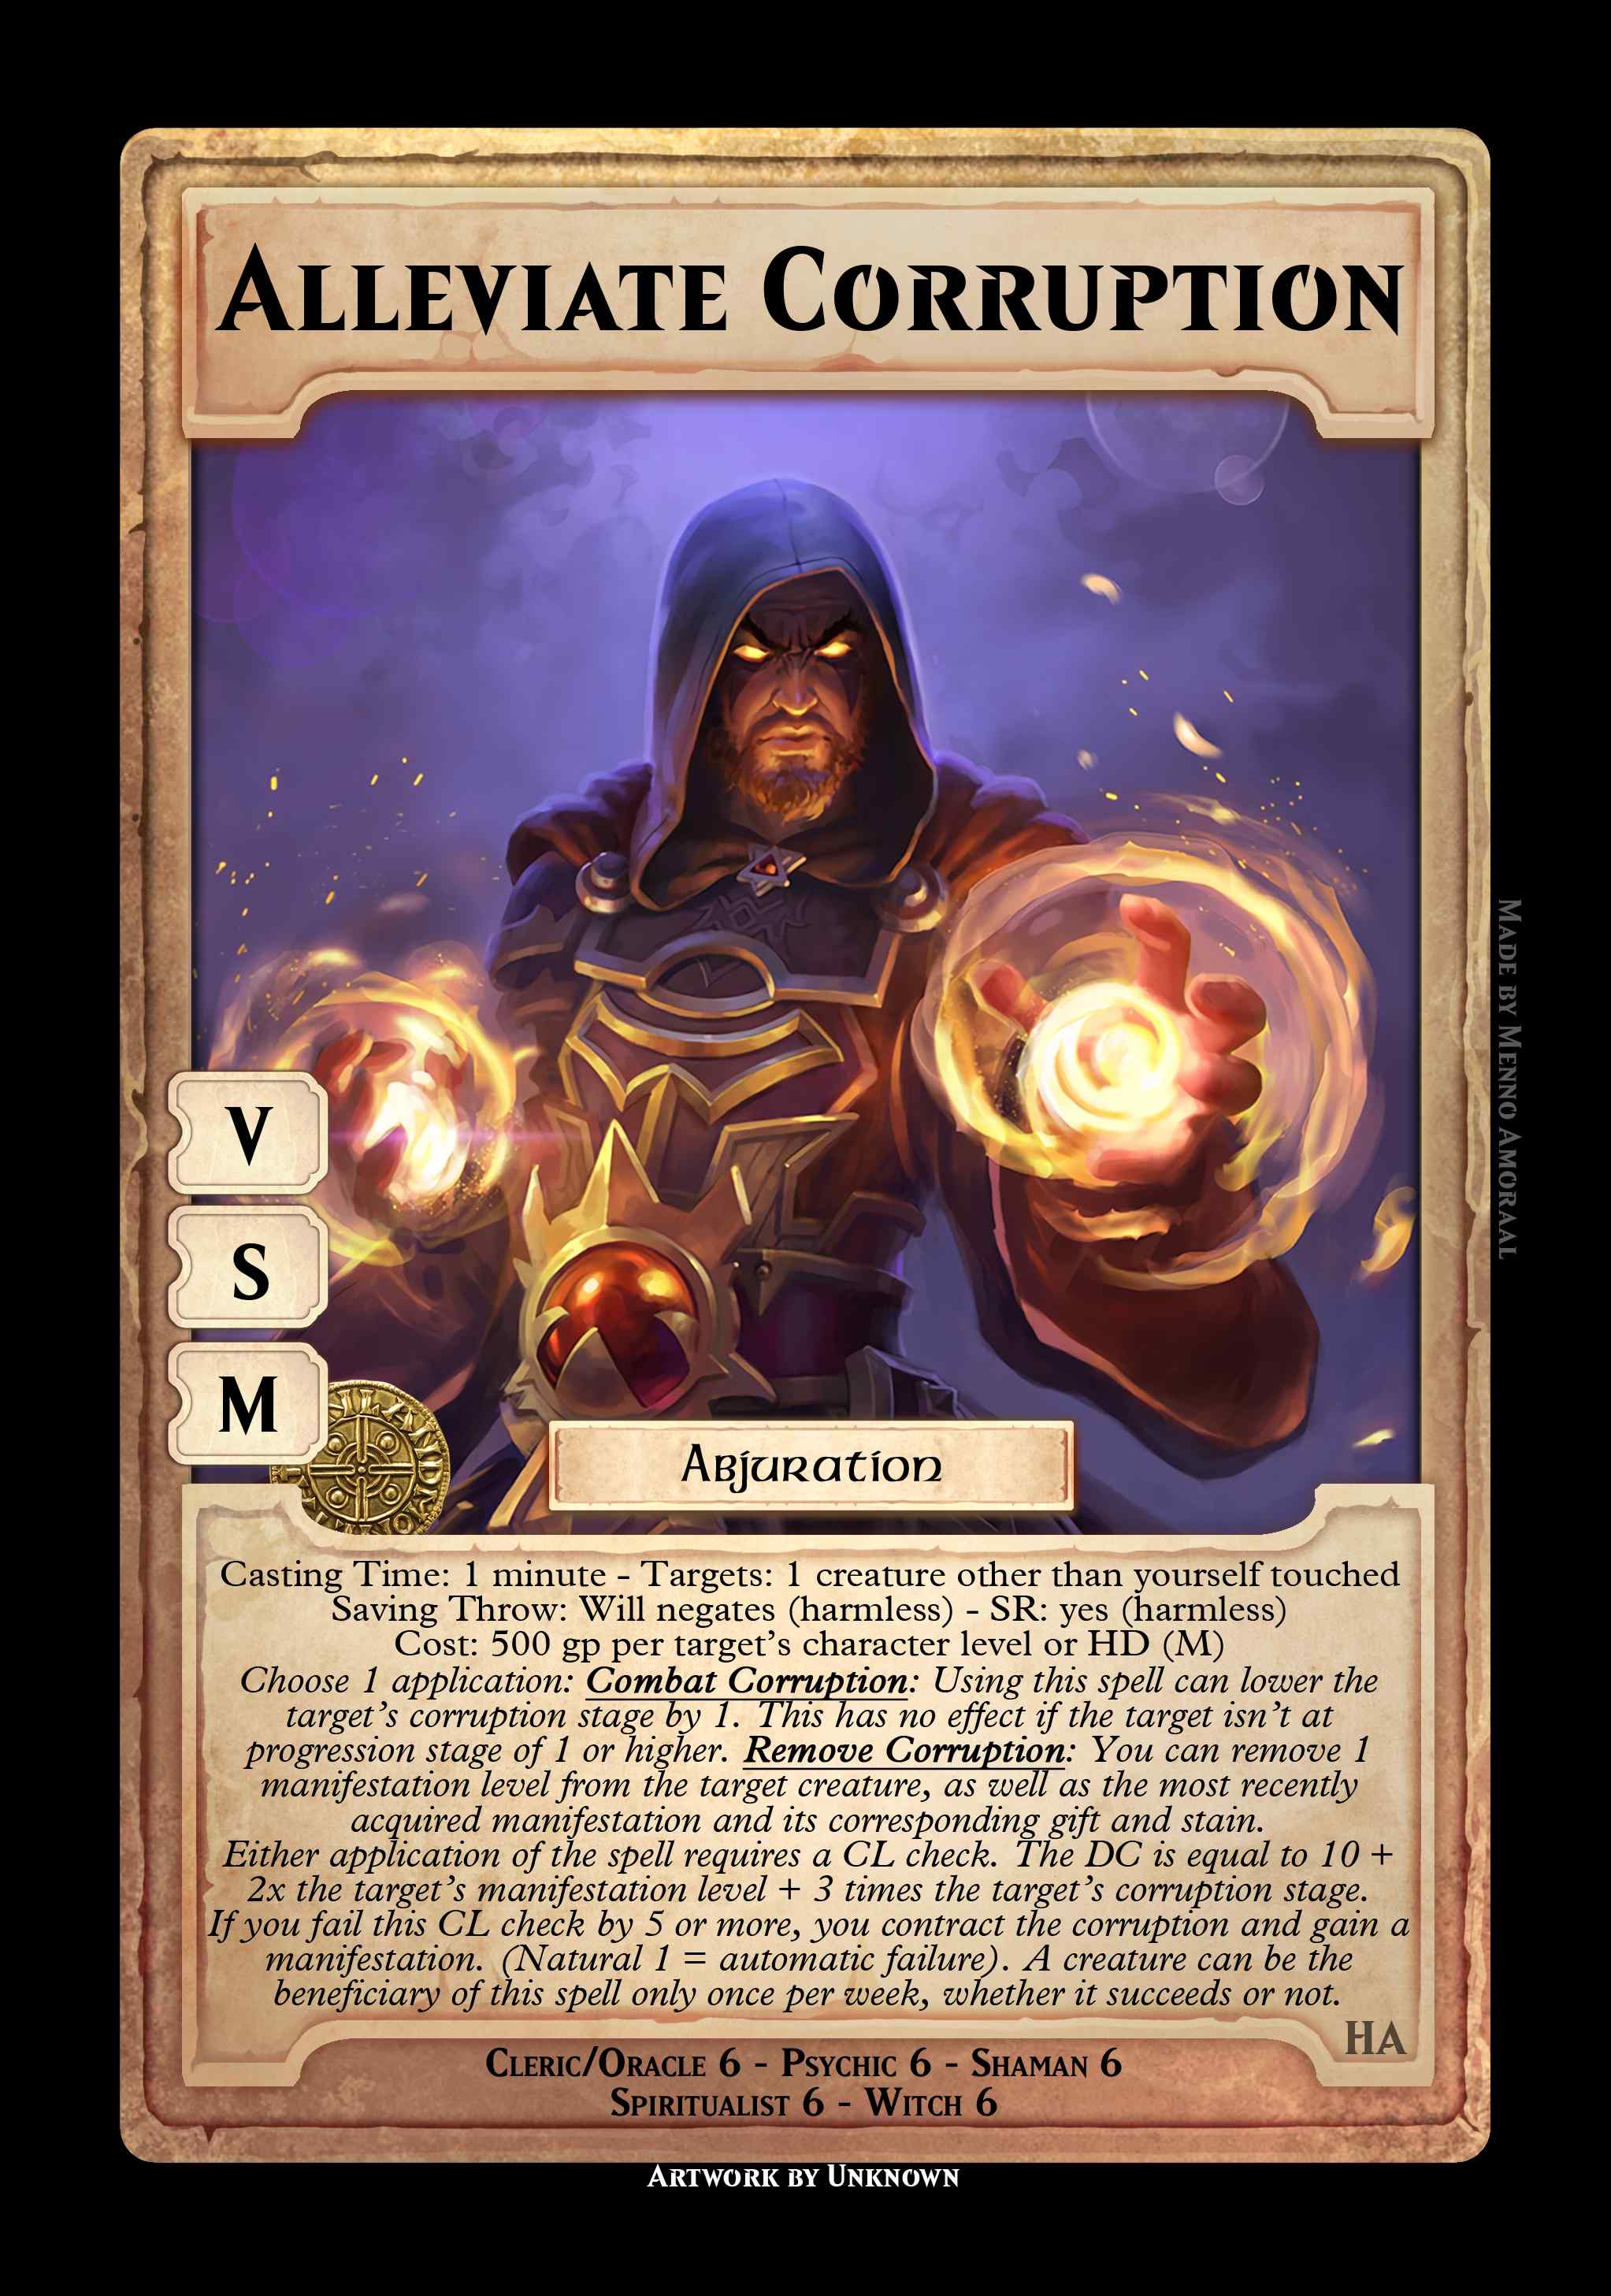 Alleviate Corruption
V
S
M
Abjuration
Casting Time: 1 minute - Targets: 1 creature other than yourself touched
Saving Throw: Will negates (harmless) - SR: yes (harmless)
Cost: 500 gp per target's character level or HD (M)
Choose 1 application: Combat Corruption: Using this spell can lower the
target's corruption stage by 1. This has no effect if the target isn't at
progression stage of 1 or higher. Remove Corruption: You can remove 1
manifestation level from the target creature, as well as the most recently
acquired manifestation and its corresponding gift and stain.
Either application of the spell requires a CL check. The DC is equal to 10 +
2x the target's manifestation level + 3 times the target's corruption stage.
If you fail this CL check by 5 or more, you contract the corruption and gain a
manifestation. (Natural 1 = automatic failure). A creature can be the
beneficiary of this spell only once per week, whether it succeeds or not.
HA
Cleric/Oracle 6 - Psychic 6 - Shaman 6
Spiritualist 6 - Witch 6
Artwork by Unknown
Made by Menno Amoraal